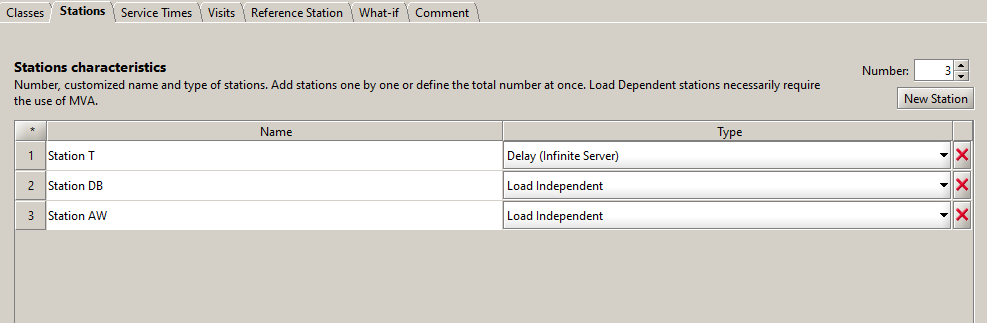 Classes Stations Service Times Visits Reference Station What-if Comment
Stations characteristics
Number: 3
Number, customized name and type of stations. Add stations one by one or define the total number at once. Load Dependent stations necessarily require
the use of MVA.
New Station
* Name Type
1 Station T Delay (Infinite Server)
2 Station DB Load Independent
3 Station AW Load Independent